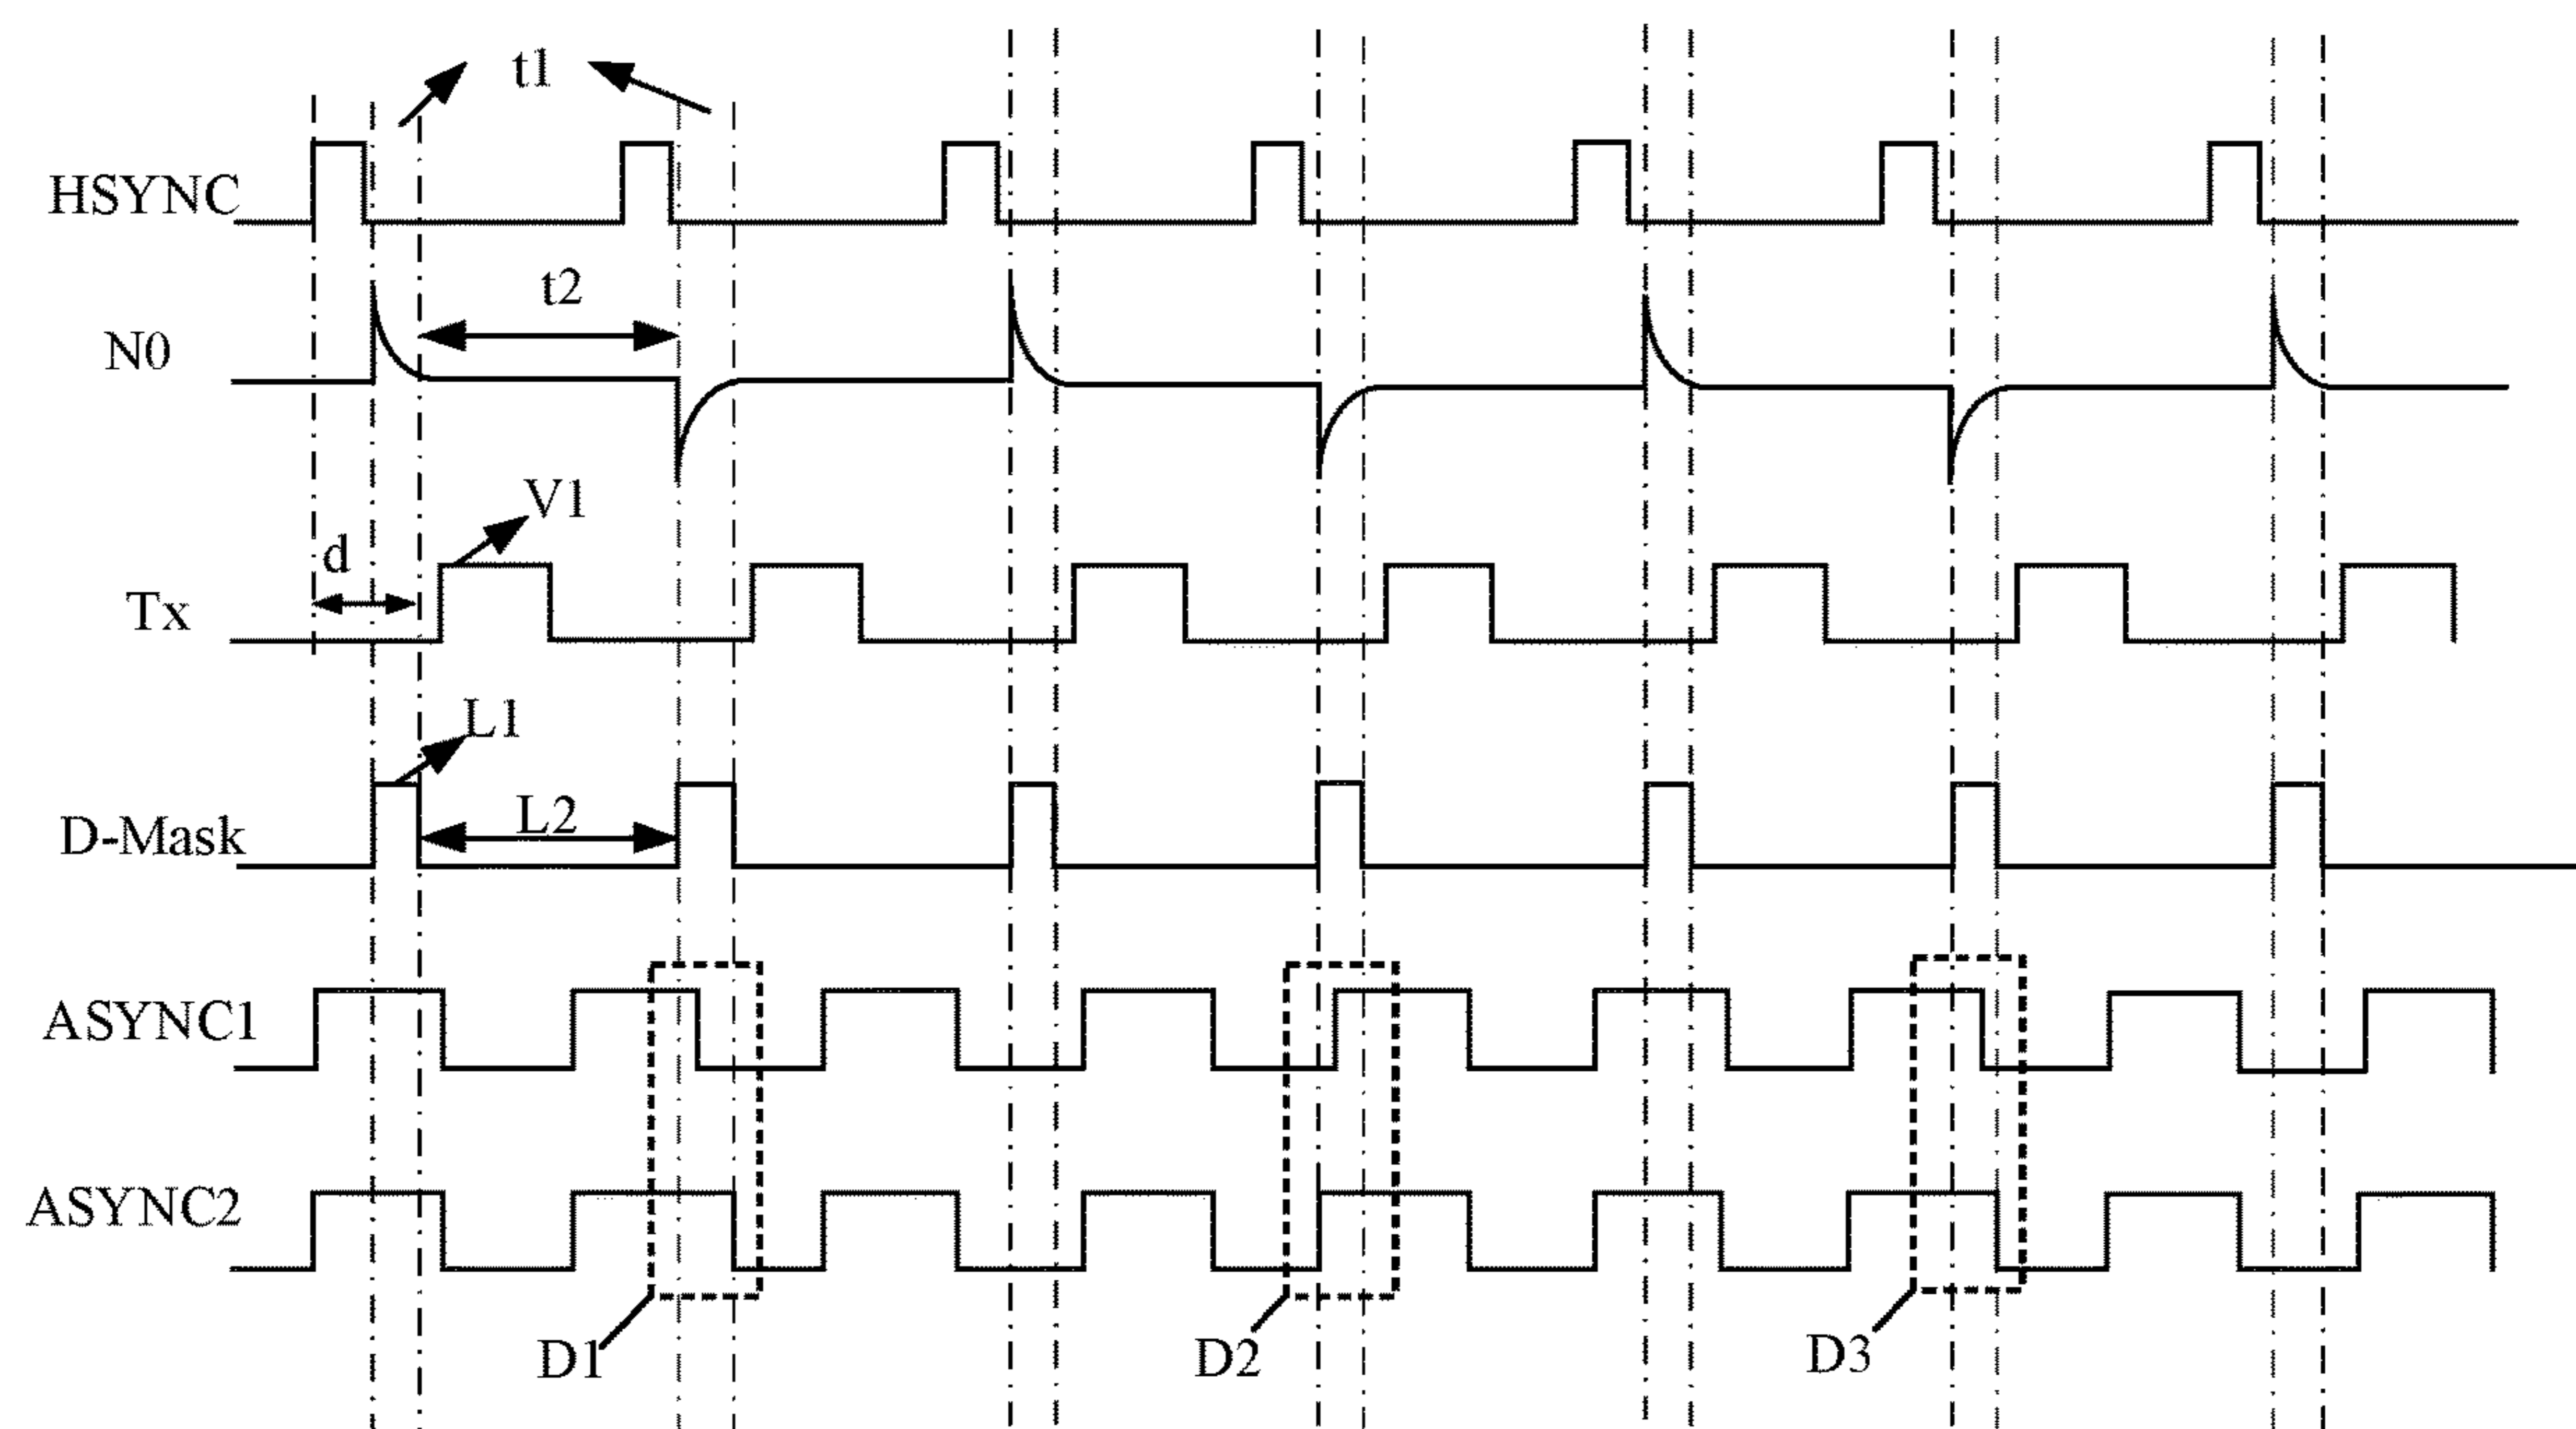 t1
HSYNC
t2
N0
V1
d
Tx
L1
L2
D-Mask
ASYNC1
ASYNC2
D1
D2
D3